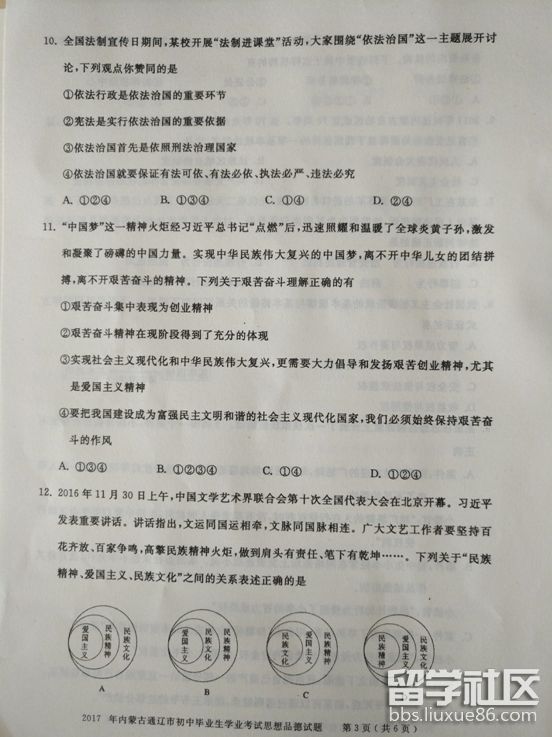 10. 全国法制宣传日期间,某校开展“法制进课堂”活动,大家围绕“依法治国”这一主题展开讨
论,下列观点你赞同的是
①依法行政是依法治国的重要环节
②宪法是实行依法治国的重要依据
③依法治国首先是依照刑法治理国家
④依法治国就要保证有法可依、有法必依、执法必严、违法必究
A. ①②④ B. ①③④ C. ①④ D. ②④
11. “中国梦”这一精神火炬经习近平总书记“点燃”后,迅速照耀和温暖了全球炎黄子孙,激发
和凝聚了磅礴的中国力量。实现中华民族伟大复兴的中国梦,离不开中华儿女的团结拼
搏,离不开艰苦奋斗的精神。下列关于艰苦奋斗理解正确的有
①艰苦奋斗集中表现为创业精神
②艰苦奋斗精神在现阶段得到了充分的体现
③实现社会主义现代化和中华民族伟大复兴,更需要大力倡导和发扬艰苦创业精神,尤其
是爱国主义精神
④要把我国建设成为富强民主文明和谐的社会主义现代化国家,我们必须始终保持艰苦奋
斗的作风
A. ①③④ B. ①②③ C. ①④ D. ①②④
12. 2016 年 11 月 30 日上午,中国文学艺术界联合会第十次全国代表大会在北京开幕。习近平
发表重要讲话。讲话指出,文运同国运相牵,文脉同国脉相连。广大文艺工作者要坚持百
花齐放、百家争鸣,高擎民族精神火炬,做到肩头有责任、笔下有乾坤……。下列关于“民族
精神、爱国主义、民族文化”之间的关系表述正确的是
爱国主义 民族精神 民族文化
爱国主义 民族文化 民族精神
民族文化 爱国主义 民族精神
民族精神 爱国主义 民族文化
A B C
2017 年内蒙古通辽市初中毕业生学业考试思想品德试题 第 3 页(共 6 页)
留学社区
bbs.liuxue86.com